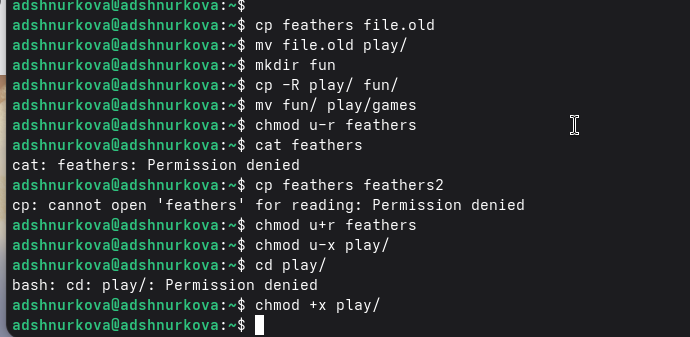 adshnurkova@adshnurkova:~$
adshnurkova@adshnurkova:~$ cp feathers file.old
adshnurkova@adshnurkova:~$ mv file.old play/
adshnurkova@adshnurkova:~$ mkdir fun
adshnurkova@adshnurkova:~$ cp -R play/ fun/
adshnurkova@adshnurkova:~$ mv fun/ play/games
adshnurkova@adshnurkova:~$ chmod u-r feathers
adshnurkova@adshnurkova:~$ cat feathers
cat: feathers: Permission denied
adshnurkova@adshnurkova:~$ cp feathers feathers2
cp: cannot open 'feathers' for reading: Permission denied
adshnurkova@adshnurkova:~$ chmod u+r feathers
adshnurkova@adshnurkova:~$ chmod u-x play/
adshnurkova@adshnurkova:~$ cd play/
bash: cd: play/: Permission denied
adshnurkova@adshnurkova:~$ chmod +x play/
adshnurkova@adshnurkova:~$